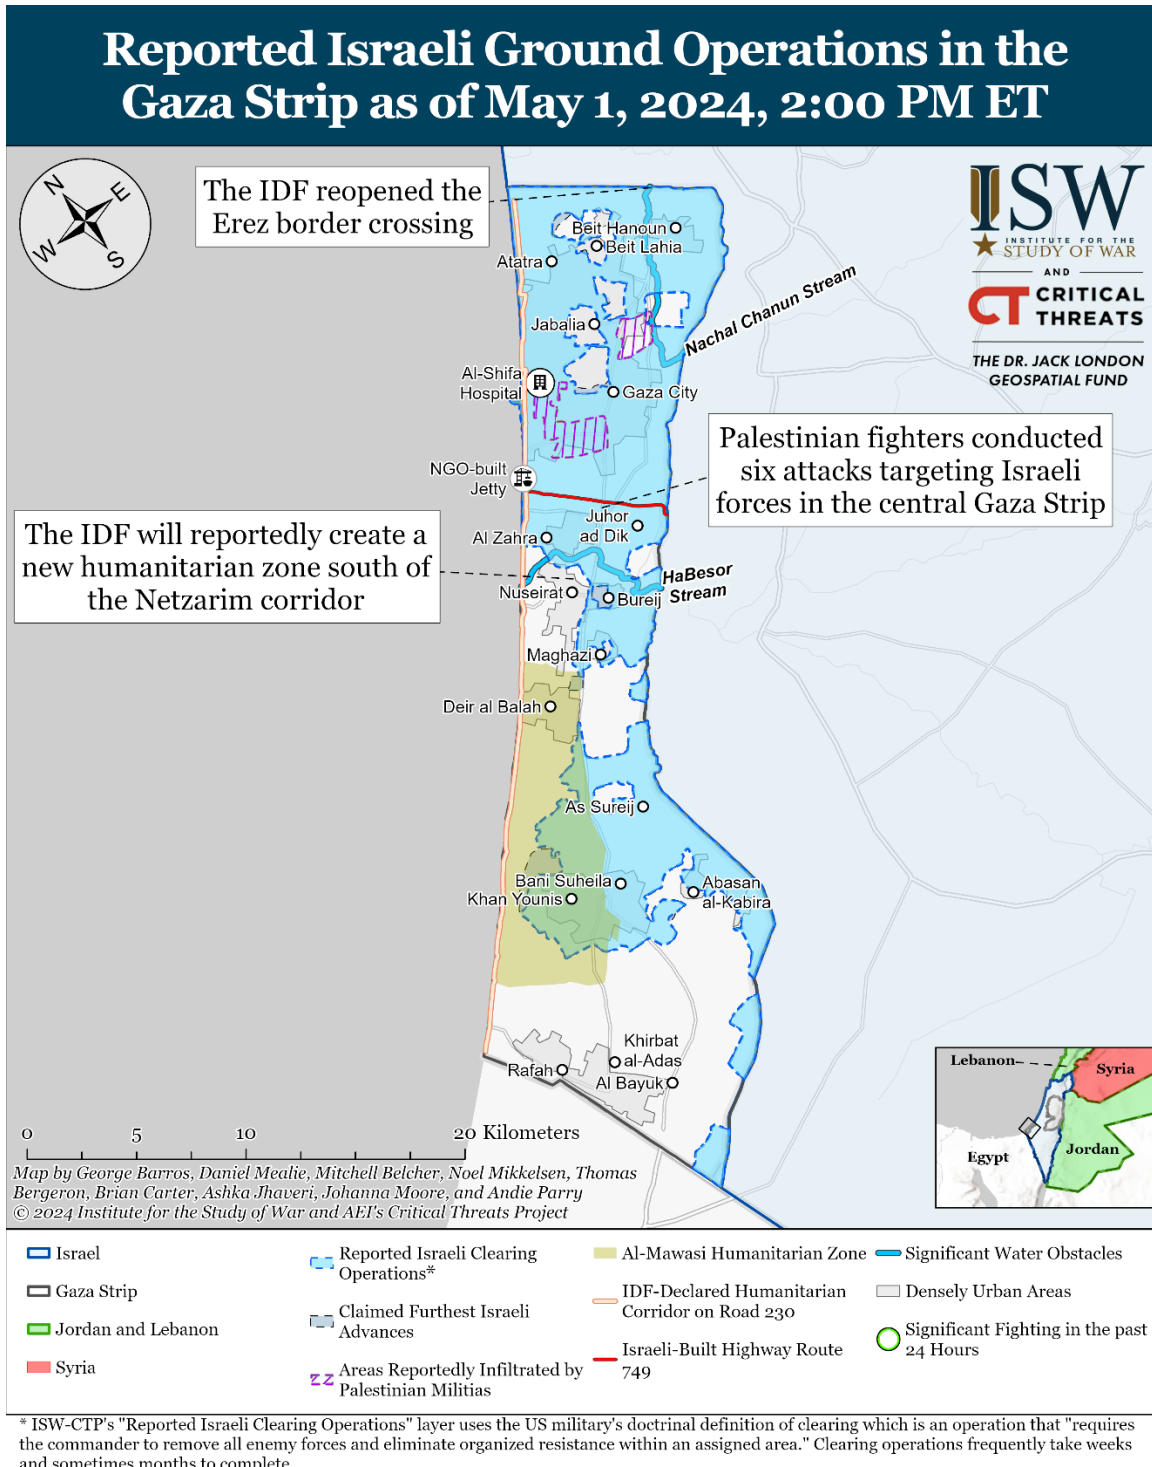 Reported Israeli Ground Operations in the
Gaza Strip as of May 1, 2024, 2:00 PM ET
N
E
W
S
The IDF reopened the
Erez border crossing
ISW
INSTITUTE FOR THE
STUDY OF WAR
AND
CT CRITICAL
THREATS
THE DR. JACK LONDON
GEOSPATIAL FUND
Beit Hanoun
Beit Lahia
Atatra
Jabalia
Nachal Chanun Stream
Al-Shifa
Hospital
Gaza City
Palestinian fighters conducted
six attacks targeting Israeli
forces in the central Gaza Strip
NGO-built
Jetty
Juhor
ad Dik
Al Zahra
The IDF will reportedly create a
new humanitarian zone south of
the Netzarim corridor
HaBesor
Stream
Nuseirat
Bureij
Maghazi
Deir al Balah
As Sureij
Bani Suheila
Khan Younis
Abasan
al-Kabira
Khirbat
al-Adas
Rafah
Al Bayuk
Lebanon
Syria
Egypt
Jordan
0 5 10 20 Kilometers
Map by George Barros, Daniel Mealie, Mitchell Belcher, Noel Mikkelsen, Thomas
Bergeron, Brian Carter, Ashka Jhaveri, Johanna Moore, and Andie Parry
© 2024 Institute for the Study of War and AEI's Critical Threats Project
Israel
Gaza Strip
Jordan and Lebanon
Syria
Reported Israeli Clearing
Operations*
Claimed Furthest Israeli
Advances
Areas Reportedly Infiltrated by
Palestinian Militias
Al-Mawasi Humanitarian Zone
IDF-Declared Humanitarian
Corridor on Road 230
Israeli-Built Highway Route
749
Significant Water Obstacles
Densely Urban Areas
Significant Fighting in the past
24 Hours
* ISW-CTP's "Reported Israeli Clearing Operations" layer uses the US military's doctrinal definition of clearing which is an operation that "requires
the commander to remove all enemy forces and eliminate organized resistance within an assigned area." Clearing operations frequently take weeks
and sometimes months to complete.